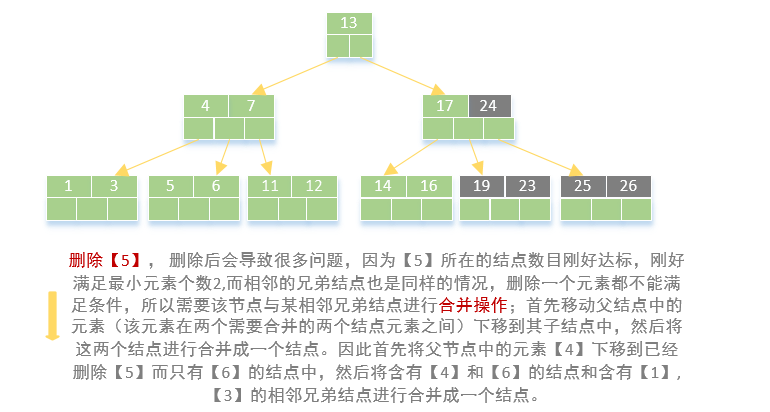 13
4 7 17 24
1 3 5 6 11 12 14 16 19 23 25 26
删除【5】，删除后会导致很多问题，因为【5】所在的结点数目刚好达标，刚好
满足最小元素个数2,而相邻的兄弟结点也是同样的情况，删除一个元素都不能满
足条件，所以需要该节点与某相邻兄弟结点进行合并操作；首先移动父结点中的
元素（该元素在两个需要合并的两个结点元素之间）下移到其子结点中，然后将
这两个结点进行合并成一个结点。因此首先将父节点中的元素【4】下移到已经
删除【5】而只有【6】的结点中，然后将含有【4】和【6】的结点和含有【1】,
【3】的相邻兄弟结点进行合并成一个结点。